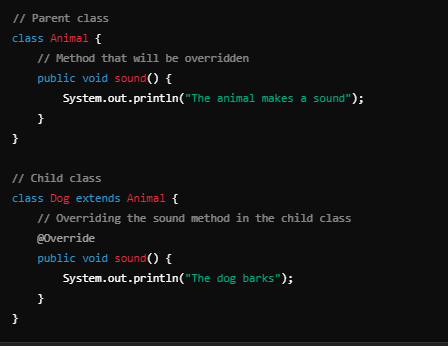 // Parent class
class Animal {
    // Method that will be overridden
    public void sound() {
        System.out.println("The animal makes a sound");
    }
}

// Child class
class Dog extends Animal {
    // Overriding the sound method in the child class
    @Override
    public void sound() {
        System.out.println("The dog barks");
    }
}